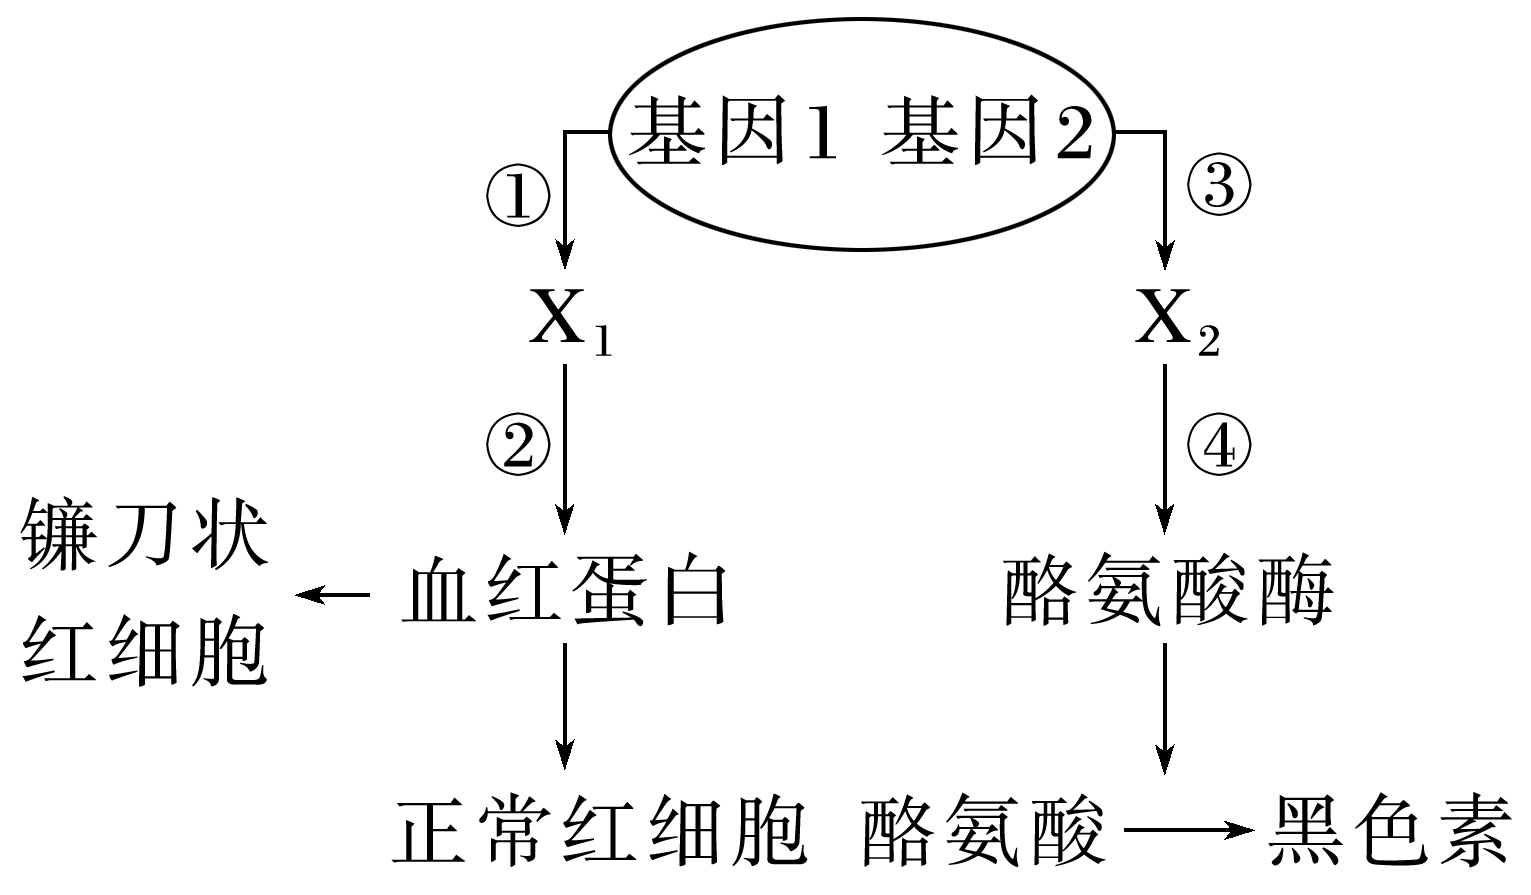 基因1 基因2
①
③
X₁
X₂
②
④
镰刀状
红细胞
血红蛋白
酪氨酸酶
正常红细胞
酪氨酸
黑色素